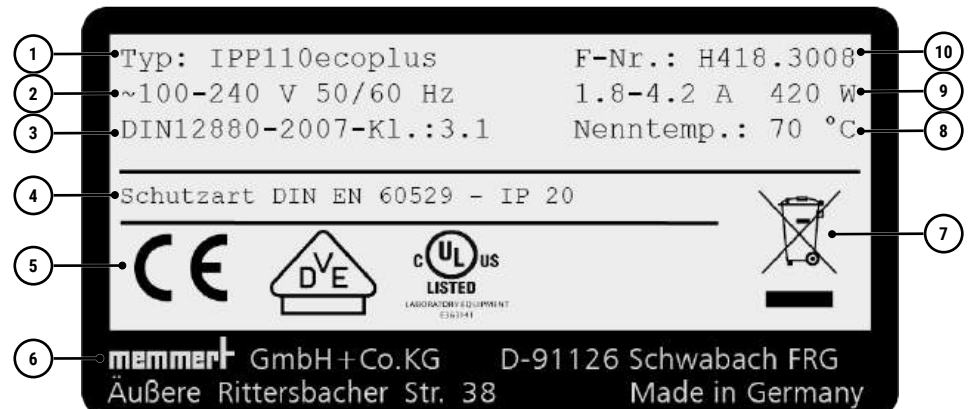 1 Typ: IPP110ecoplus F-Nr.: H418.3008 10
2 ~100-240 V 50/60 Hz 1.8-4.2 A 420 W 9
3 DIN12880-2007-Kl.:3.1 Nenntemp.: 70 °C 8
4 Schutzart DIN EN 60529 - IP 20
5 CE DVE C UL US 7
LISTED
LABORATORY EQUIPMENT
E363141
6 memmert GmbH+Co.KG D-91126 Schwabach FRG
Äußere Rittersbacher Str. 38 Made in Germany